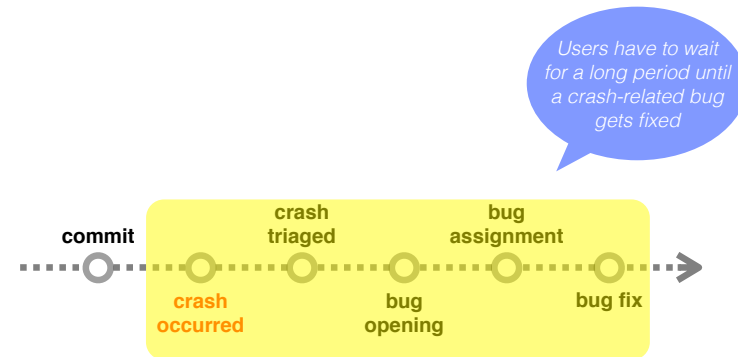 Users have to wait
for a long period until
a crash-related bug
gets fixed
commit
crash
triaged
bug
assignment
crash
occurred
bug
opening
bug fix